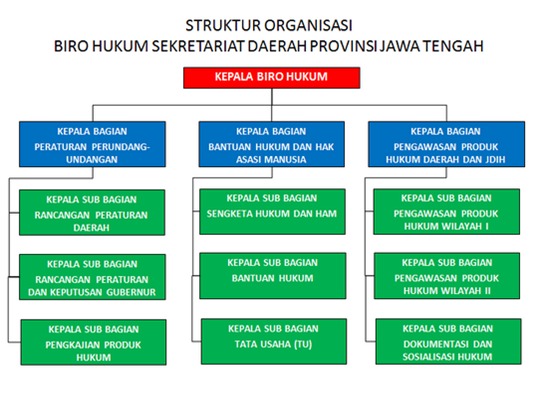 STRUKTUR ORGANISASI
BIRO HUKUM SEKRETARIAT DAERAH PROVINSI JAWA TENGAH
KEPALA BIRO HUKUM
KEPALA BAGIAN
PERATURAN PERUNDANG-
UNDANGAN
KEPALA SUB BAGIAN
RANCANGAN PERATURAN
DAERAH
KEPALA SUB BAGIAN
RANCANGAN PERATURAN
DAN KEPUTUSAN GUBERNUR
KEPALA SUB BAGIAN
PENGKAJIAN PRODUK
HUKUM
KEPALA BAGIAN
BANTUAN HUKUM DAN HAK
ASASI MANUSIA
KEPALA SUB BAGIAN
SENGKETA HUKUM DAN HAM
KEPALA SUB BAGIAN
BANTUAN HUKUM
KEPALA SUB BAGIAN
TATA USAHA (TU)
KEPALA BAGIAN
PENGAWASAN PRODUK
HUKUM DAERAH DAN JDIH
KEPALA SUB BAGIAN
PENGAWASAN PRODUK
HUKUM WILAYAH I
KEPALA SUB BAGIAN
PENGAWASAN PRODUK
HUKUM WILAYAH II
KEPALA SUB BAGIAN
DOKUMENTASI DAN
SOSIALISASI HUKUM